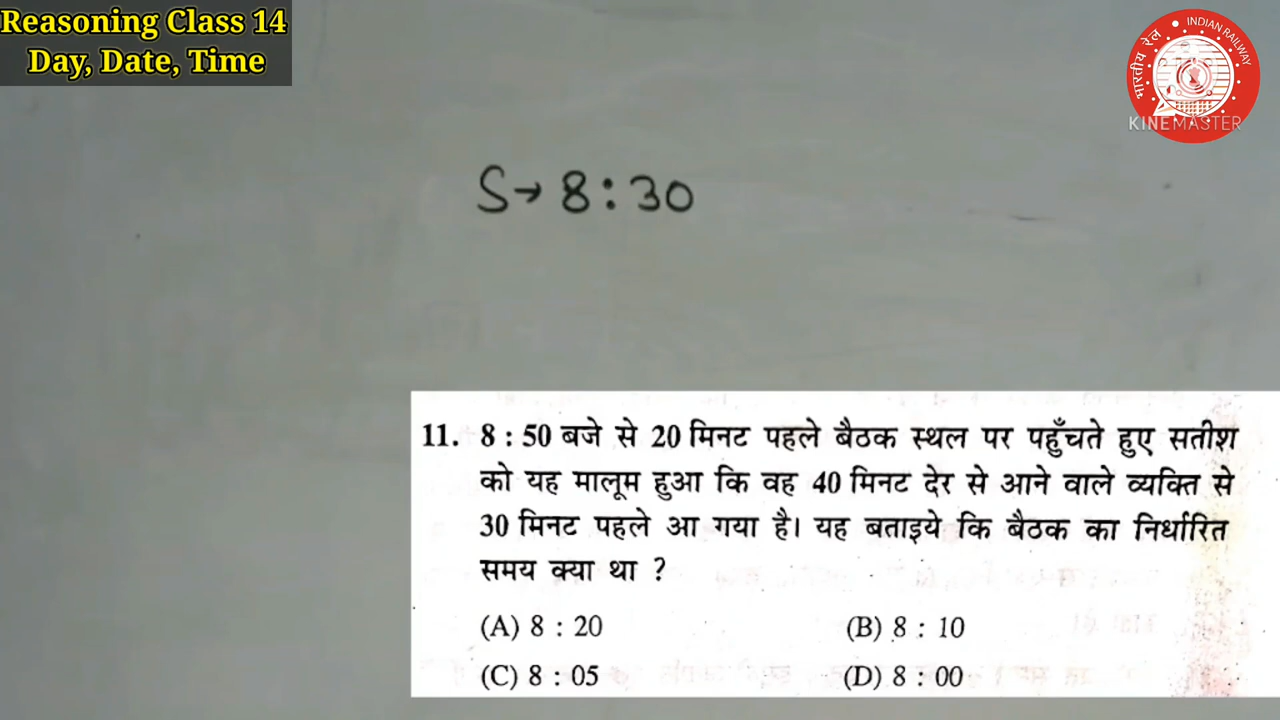 Reasoning Class 14
Day, Date, Time
भारतीय रेल
INDIAN RAILWAY
KINEMASTER
S→ 8 : 30
11. 8 : 50 बजे से 20 मिनट पहले बैठक स्थल पर पहुँचते हुए सतीश
को यह मालूम हुआ कि वह 40 मिनट देर से आने वाले व्यक्ति से
30 मिनट पहले आ गया है। यह बताइये कि बैठक का निर्धारित
समय क्या था ?
(A) 8 : 20
(B) 8 : 10
(C) 8 : 05
(D) 8 : 00